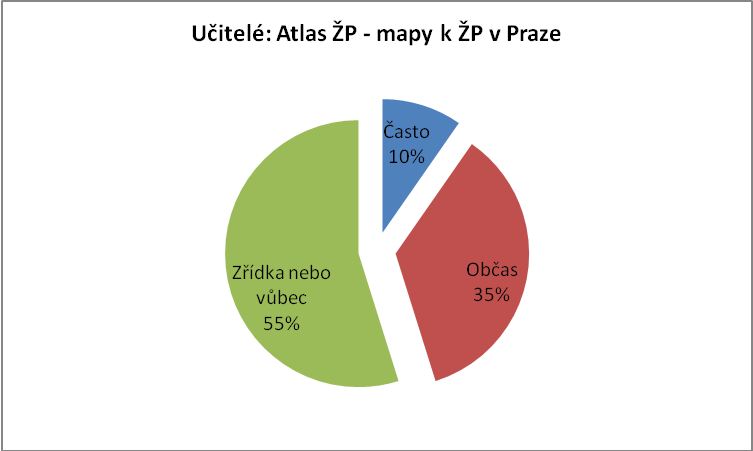 Učitelé: Atlas ŽP - mapy k ŽP v Praze
Často
10%
Občas
35%
Zřídka nebo
vůbec
55%